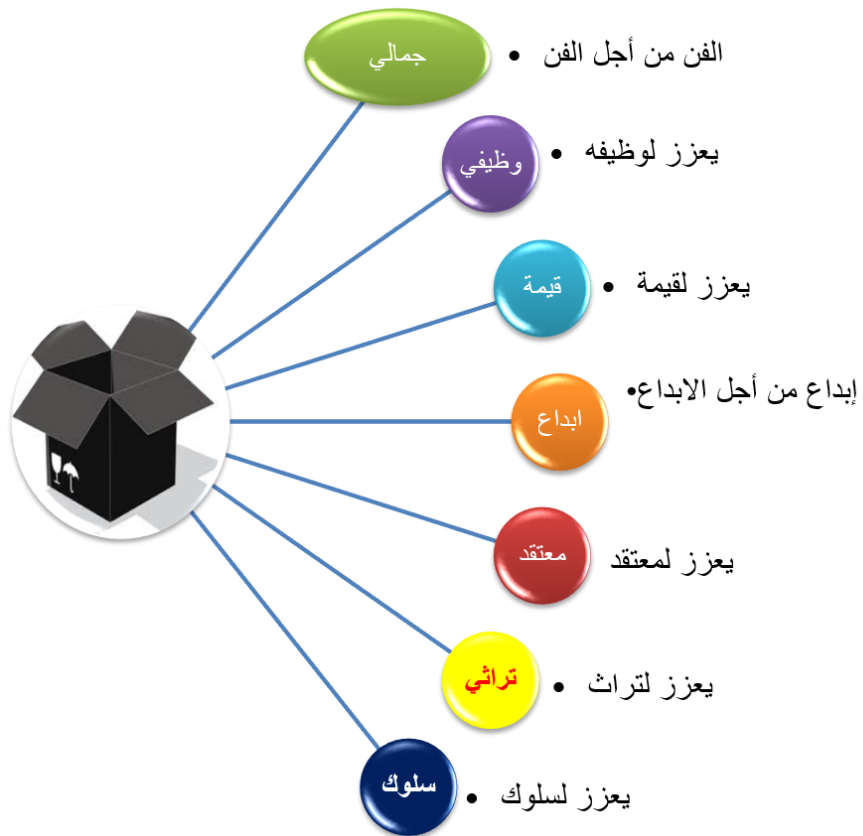 جمالي
• الفن من أجل الفن
وظيفي
• يعزز لوظيفه
قيمة
• يعزز لقيمة
ابداع
•إبداع من أجل الابداع
معتقد
يعزز لمعتقد
تراثي
• يعزز لتراث
سلوك
• يعزز لسلوك